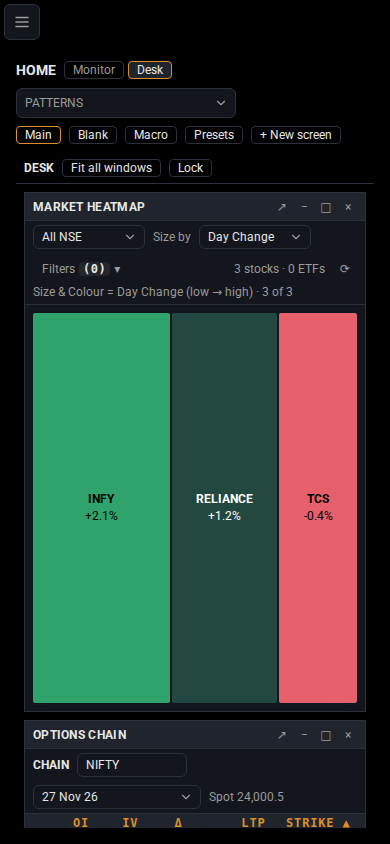 HOME Monitor Desk
PATTERNS
Main Blank Macro Presets + New screen
DESK Fit all windows Lock
MARKET HEATMAP ↗ − □ ×
All NSE Size by Day Change
Filters (0) ▾ 3 stocks · 0 ETFs ⟳
Size & Colour = Day Change (low → high) · 3 of 3
INFY RELIANCE TCS
+2.1% +1.2% -0.4%
OPTIONS CHAIN ↗ − □ ×
CHAIN NIFTY
27 Nov 26 Spot 24,000.5
OI IV Δ LTP STRIKE ▲